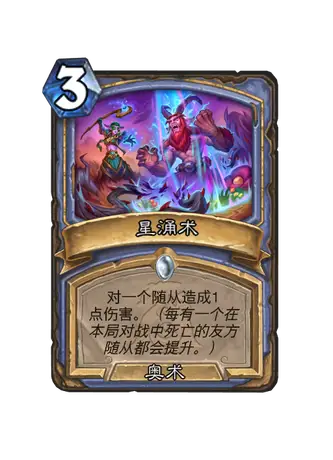 3
星涌术
对一个随从造成1
点伤害。（每有一个在
本局对战中死亡的友方
随从都会提升。）
奥术